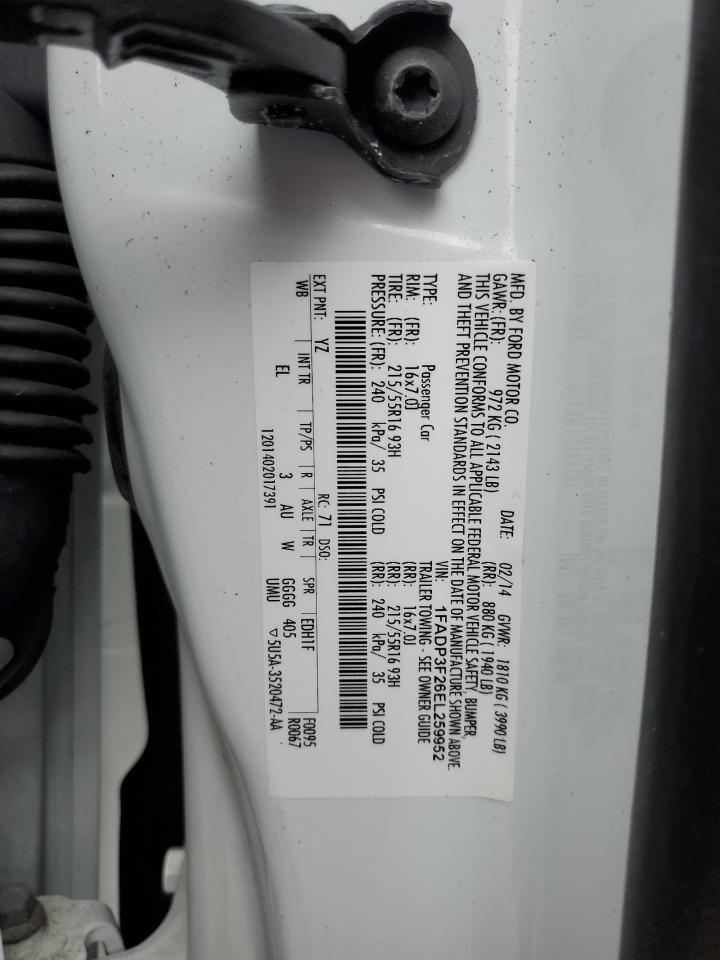 MFD. BY FORD MOTOR CO.
DATE: 02/14 GVWR: 1810 KG ( 3990 LB)
GAWR: (FR): 972 KG ( 2143 LB) (RR): 880 KG ( 1940 LB)
THIS VEHICLE CONFORMS TO ALL APPLICABLE FEDERAL MOTOR VEHICLE SAFETY, BUMPER,
AND THEFT PREVENTION STANDARDS IN EFFECT ON THE DATE OF MANUFACTURE SHOWN ABOVE.
VIN: 1FADP3F26EL259952
TYPE: Passenger Car TRAILER TOWING - SEE OWNER GUIDE
RIM: (FR): 16x7.0J (RR): 16x7.0J
TIRE: (FR): 215/55R16 93H (RR): 215/55R16 93H
PRESSURE: (FR): 240 kPa/ 35 PSI COLD (RR): 240 kPa/ 35 PSI COLD
EXT PNT: YZ RC: 71 DSO: F0095
WB INT TR TP/PS R AXLE TR SPR EDH1F R0067
EL 3 AU W GGGG 405
UMU ▽ 5U5A-3520472-AA
1201402017391